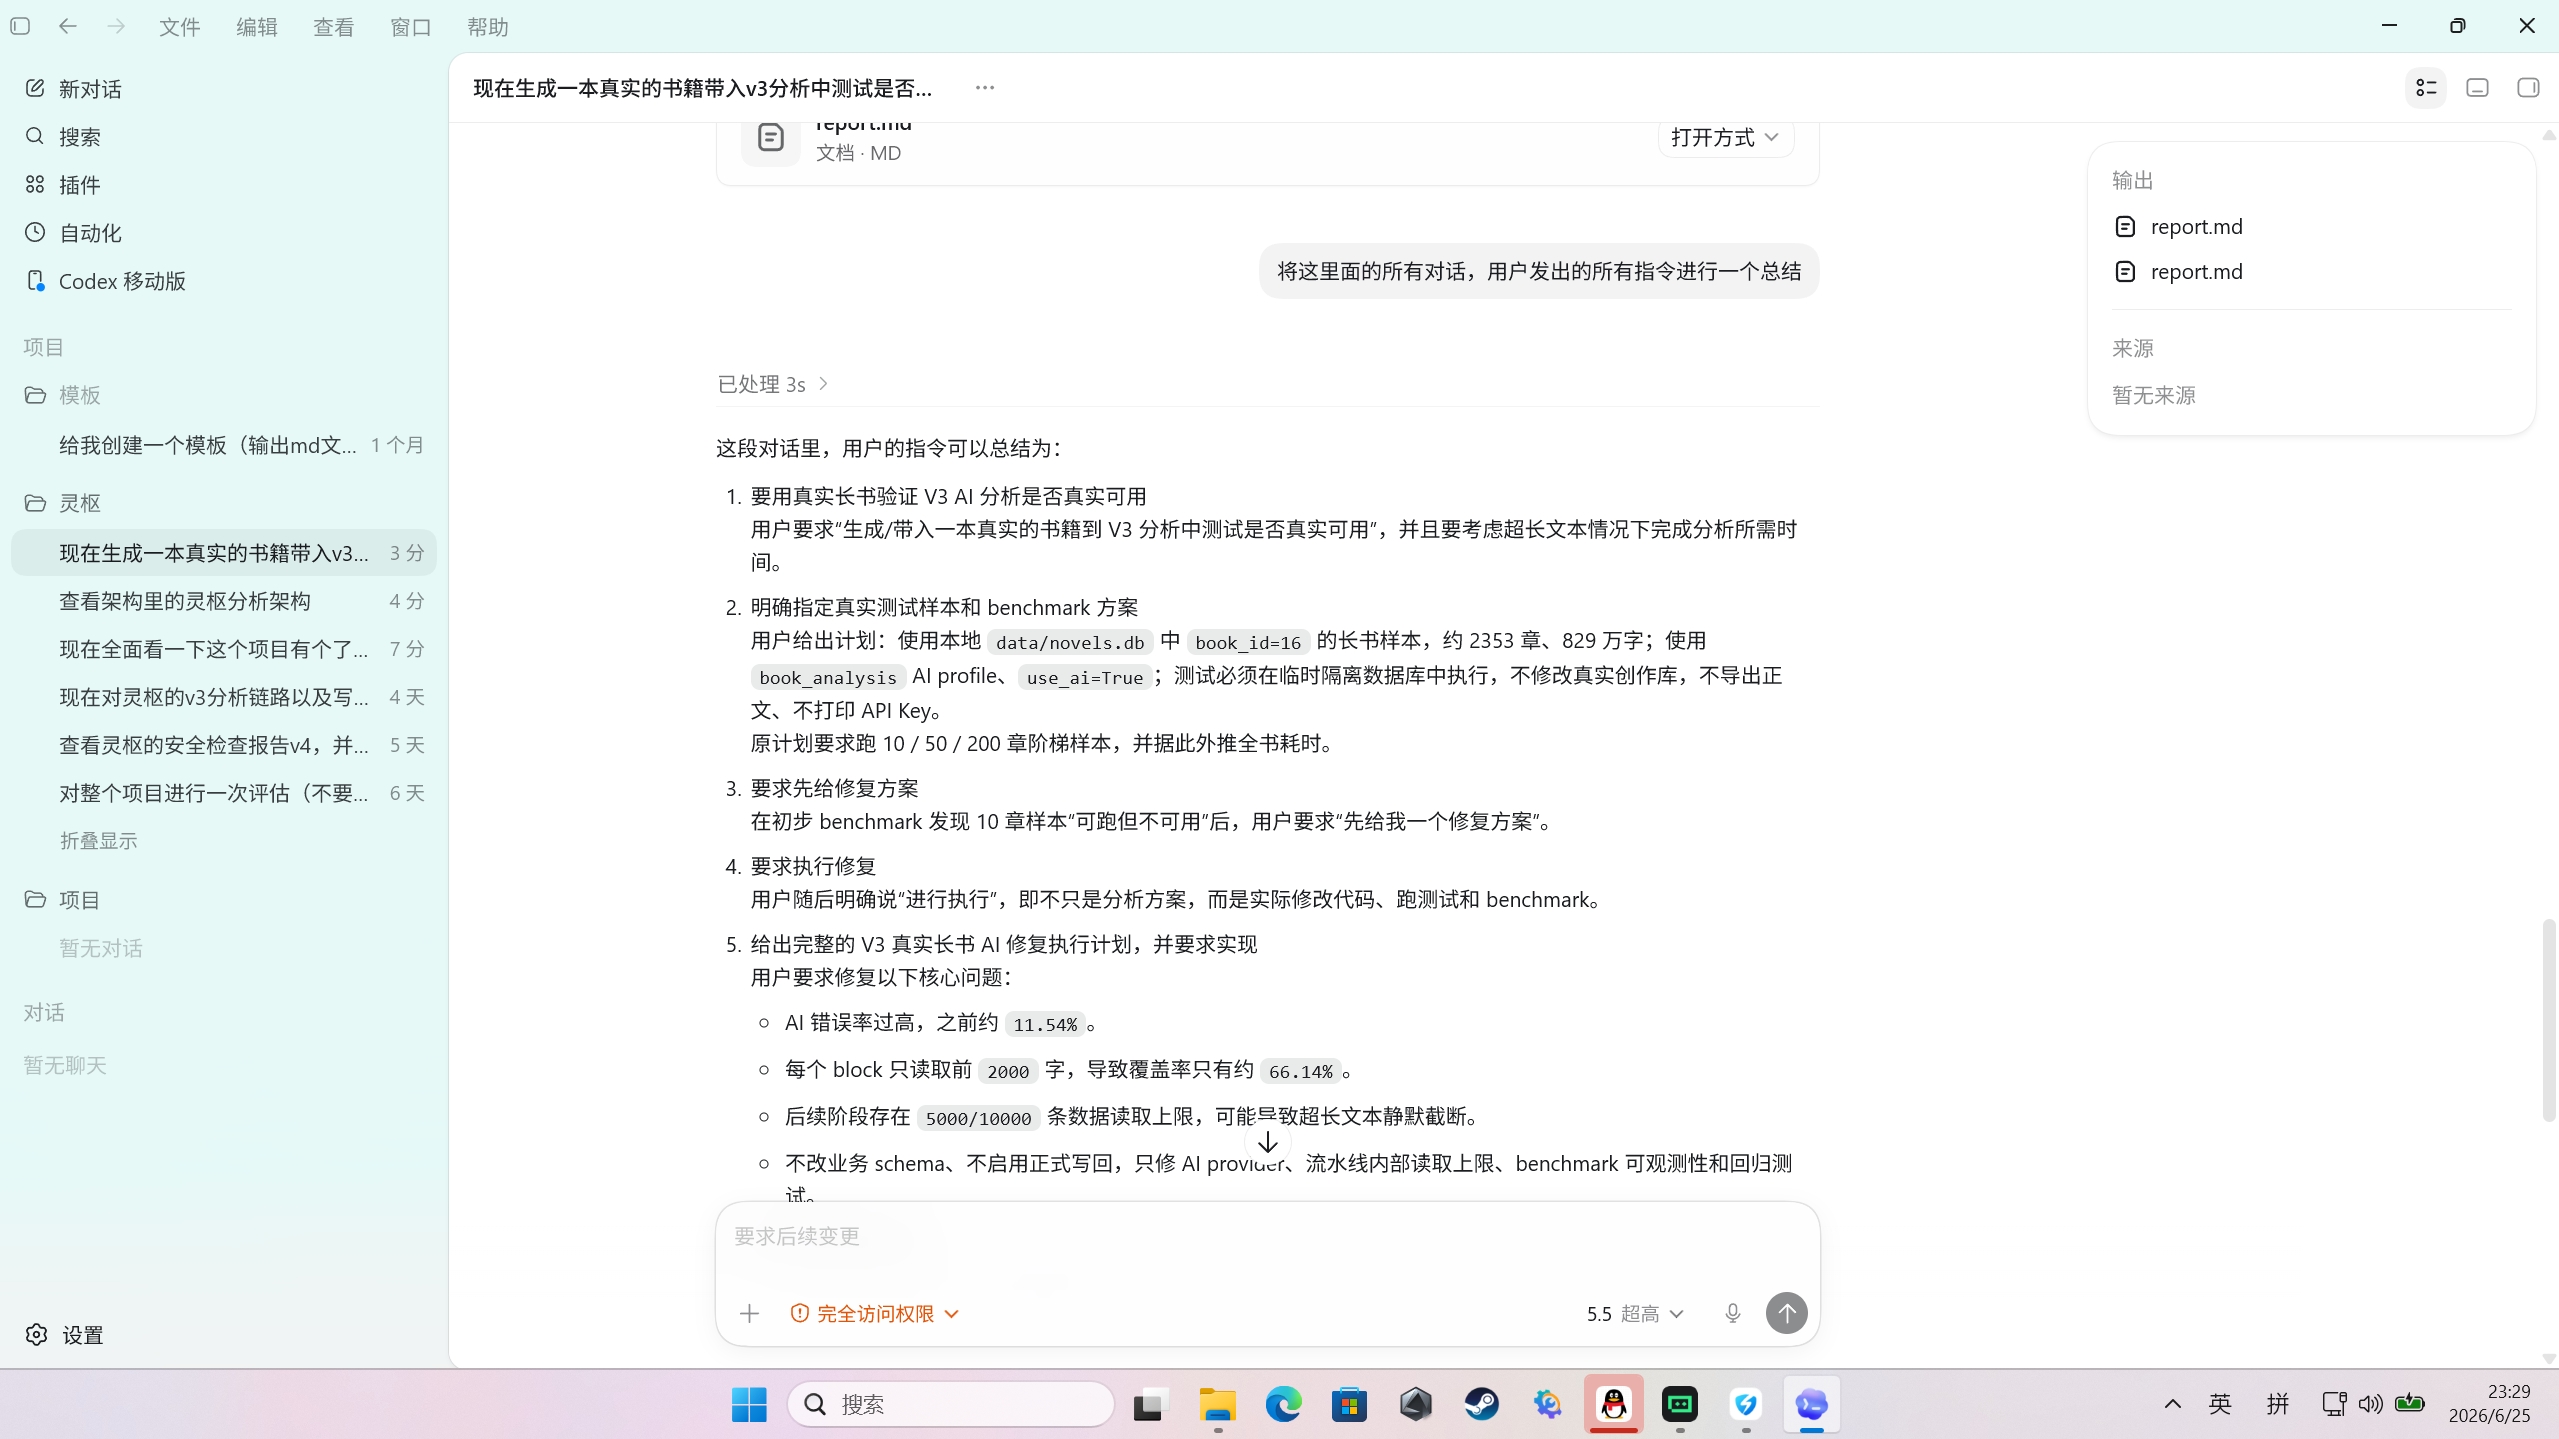 文件 编辑 查看 窗口 帮助
新对话
搜索
插件
自动化
Codex 移动版
项目
模板
给我创建一个模板（输出md文... 1 个月
灵枢
现在生成一本真实的书籍带入v3... 3 分
查看架构里的灵枢分析架构 4 分
现在全面看一下这个项目有个了... 7 分
现在对灵枢的v3分析链路以及写... 4 天
查看灵枢的安全检查报告v4，并... 5 天
对整个项目进行一次评估（不要... 6 天
折叠显示
项目
暂无对话
对话
暂无聊天
设置
现在生成一本真实的书籍带入v3分析中测试是否... ...
report.md
文档 · MD
打开方式
将这里面的所有对话，用户发出的所有指令进行一个总结
已处理 3s
这段对话里，用户的指令可以总结为：
1. 要用真实长书验证 V3 AI 分析是否真实可用
用户要求“生成/带入一本真实的书籍到 V3 分析中测试是否真实可用”，并且要考虑超长文本情况下完成分析所需时
间。
2. 明确指定真实测试样本和 benchmark 方案
用户给出计划：使用本地 data/novels.db 中 book_id=16 的长书样本，约 2353 章、829 万字；使用
book_analysis AI profile、use_ai=True；测试必须在临时隔离数据库中执行，不修改真实创作库，不导出正
文、不打印 API Key。
原计划要求跑 10 / 50 / 200 章阶梯样本，并据此外推全书耗时。
3. 要求先给修复方案
在初步 benchmark 发现 10 章样本“可跑但不可用”后，用户要求“先给我一个修复方案”。
4. 要求执行修复
用户随后明确说“进行执行”，即不只是分析方案，而是实际修改代码、跑测试和 benchmark。
5. 给出完整的 V3 真实长书 AI 修复执行计划，并要求实现
用户要求修复以下核心问题：
AI 错误率过高，之前约 11.54%。
每个 block 只读取前 2000 字，导致覆盖率只有约 66.14%。
后续阶段存在 5000/10000 条数据读取上限，可能导致超长文本静默截断。
不改业务 schema、不启用正式写回，只修 AI provider、流水线内部读取上限、benchmark 可观测性和回归测
试。
要求后续变更
完全访问权限
5.5 超高
输出
report.md
report.md
来源
暂无来源
搜索
英 拼
23:29
2026/6/25